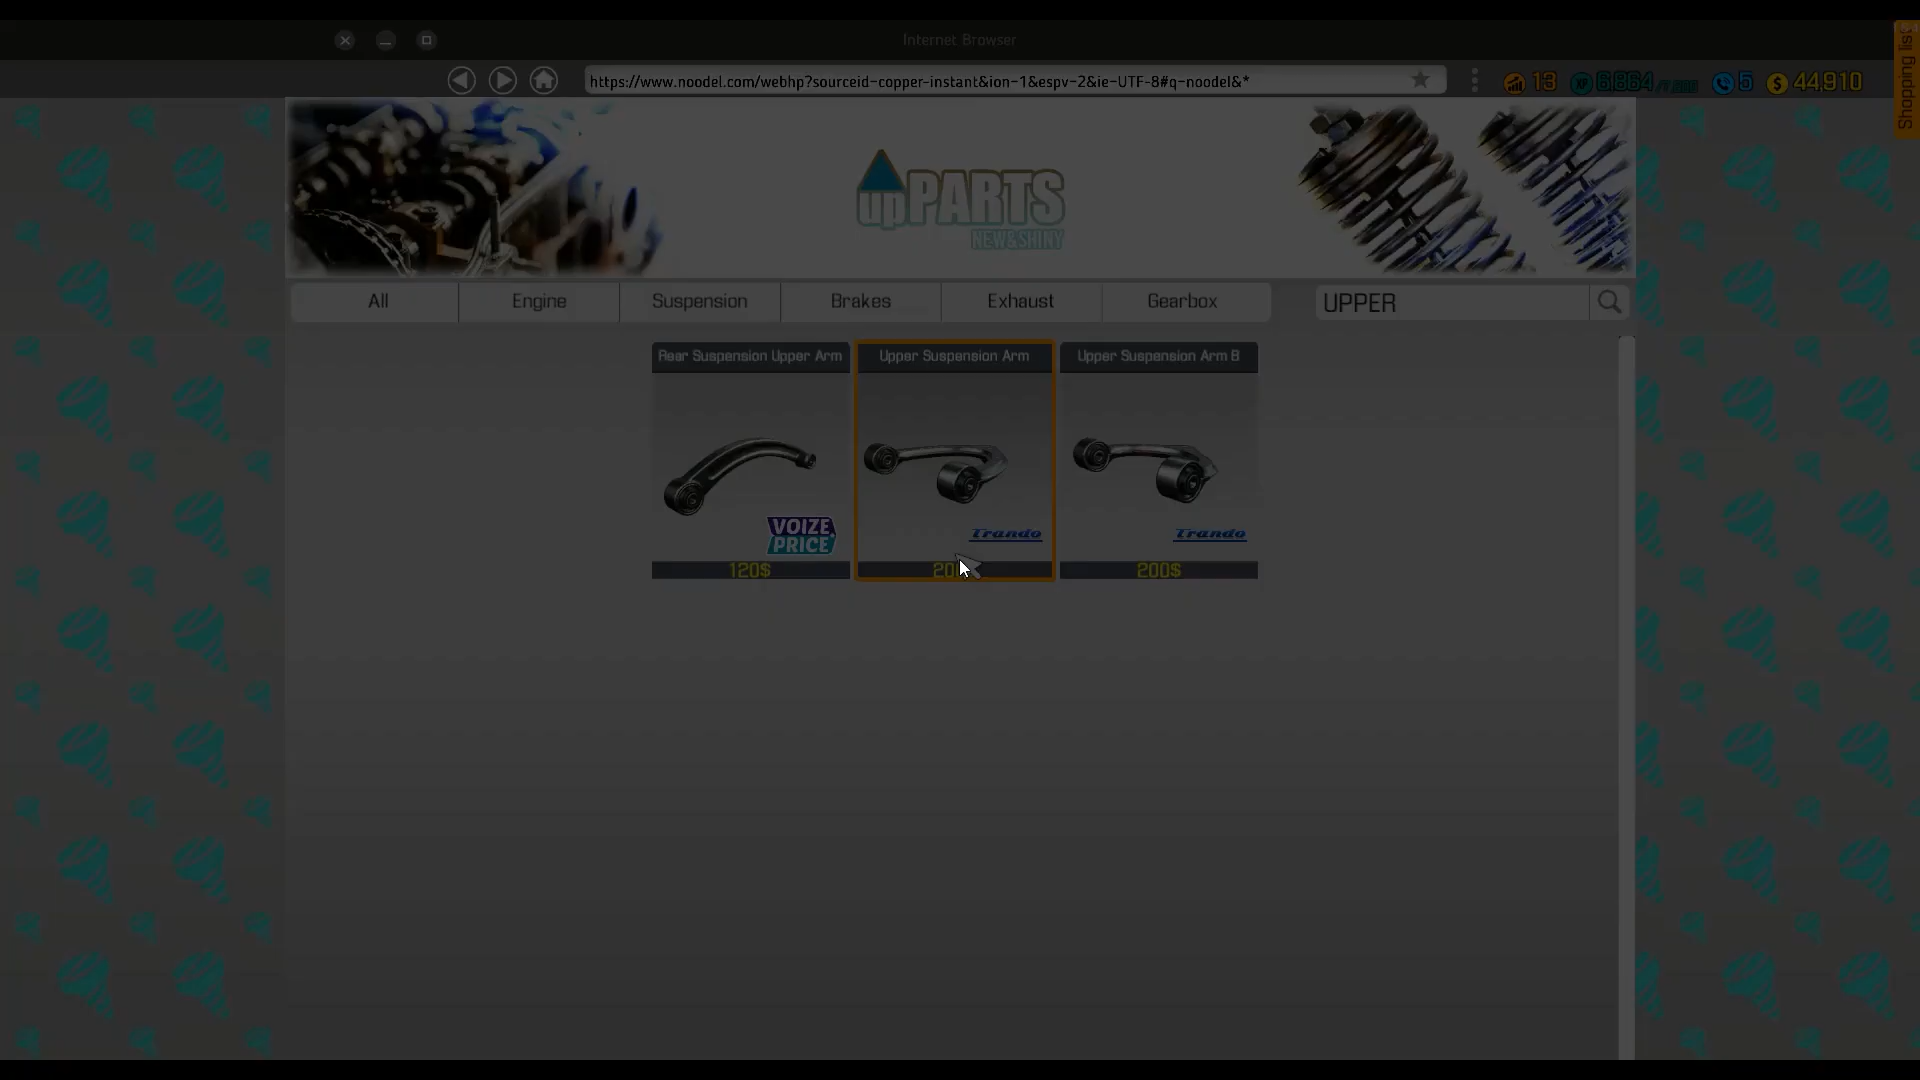 Internet Browser
https://www.noodel.com/webhp?sourceid-copper-instant&ion-1&espv-2&ie-UTF-8#q-noodel&*
13
6,864
5
$ 44,910
Shopping list
upPARTS
NEW&SHINY
All
Engine
Suspension
Brakes
Exhaust
Gearbox
UPPER
Rear Suspension Upper Arm
Upper Suspension Arm
Upper Suspension Arm B
VOIZE PRICE
Trando
Trando
120$
200$